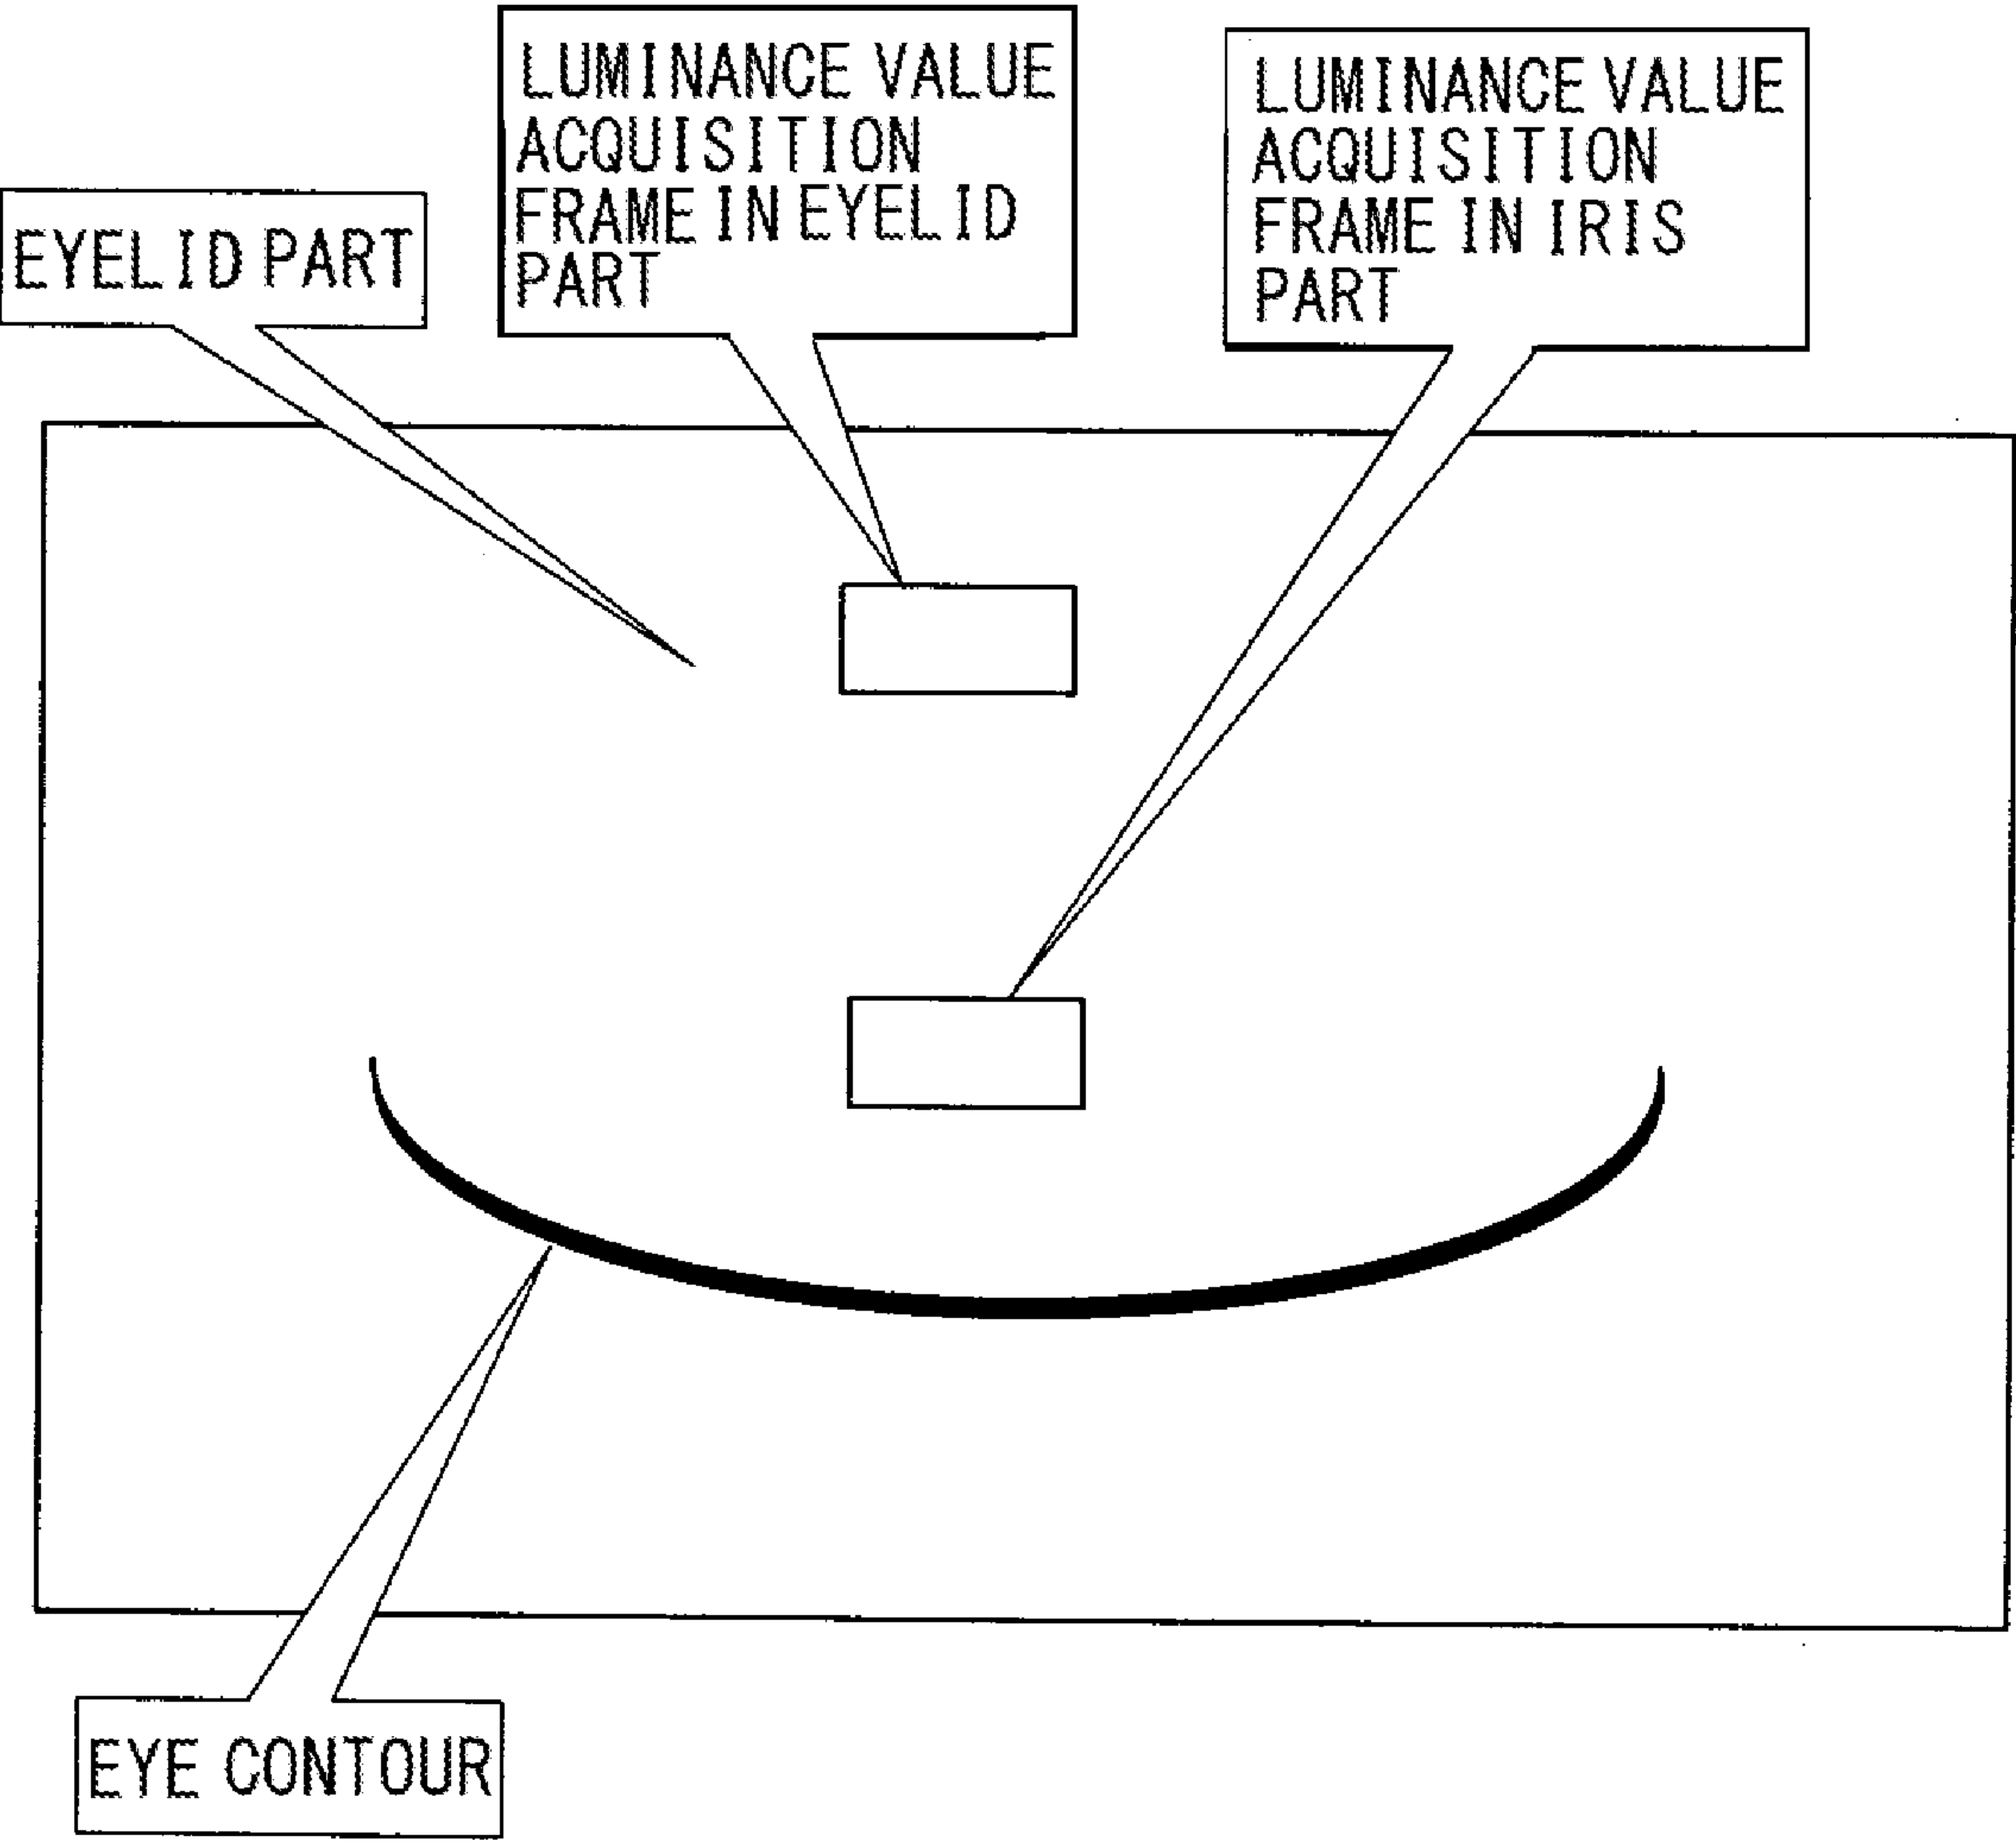 LUMINANCE VALUE
ACQUISITION
FRAME IN EYELID
PART
LUMINANCE VALUE
ACQUISITION
FRAME IN IRIS
PART
EYELID PART
EYE CONTOUR